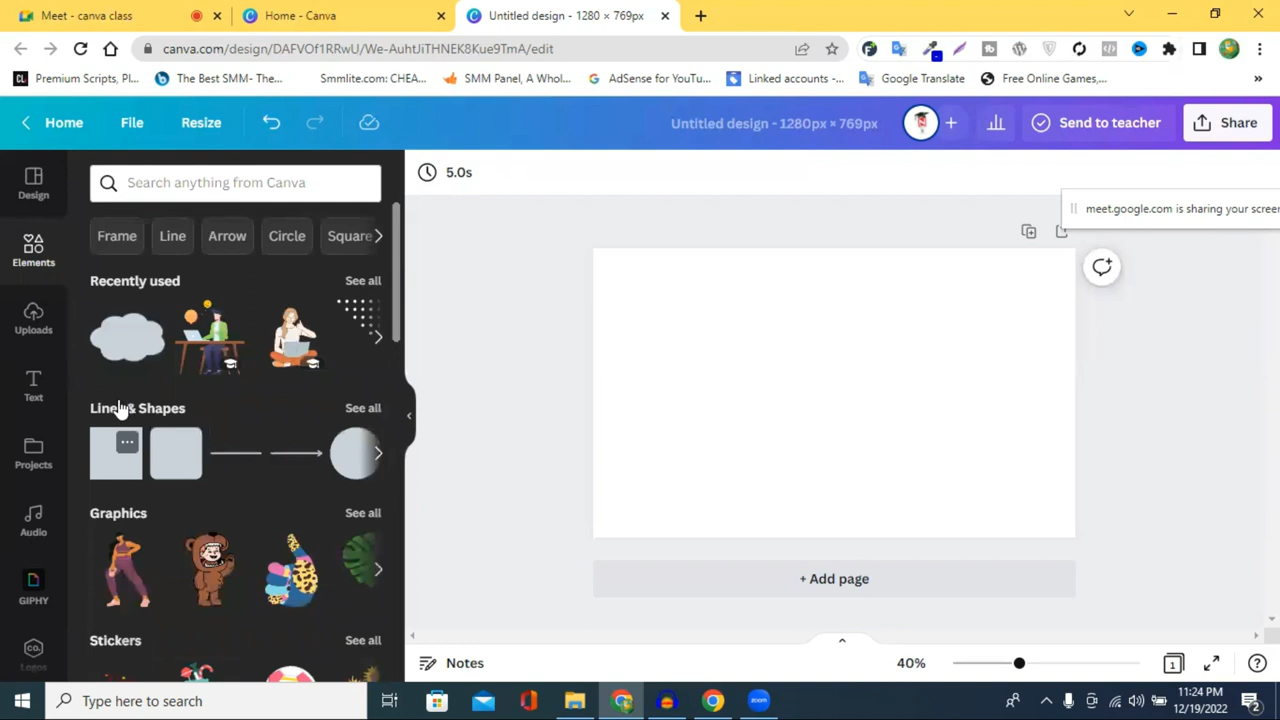 Meet - canva class
Home - Canva
Untitled design - 1280 × 769px
canva.com/design/DAFVOf1RRwU/We-AuhtJiTHNEK8Kue9TmA/edit
Premium Scripts, Pl...
The Best SMM- The...
Smmlite.com: CHEA...
SMM Panel, A Whol...
AdSense for YouTu...
Linked accounts -...
Google Translate
Free Online Games,...
Home
File
Resize
Untitled design - 1280px × 769px
Send to teacher
Share
Design
Elements
Uploads
Text
Projects
Audio
GIPHY
CO.
Logos
Search anything from Canva
Frame
Line
Arrow
Circle
Square
Recently used
See all
Lines & Shapes
See all
Graphics
See all
Stickers
See all
5.0s
meet.google.com is sharing your screen
+ Add page
Notes
40%
1
Type here to search
zoom
11:24 PM
12/19/2022
2